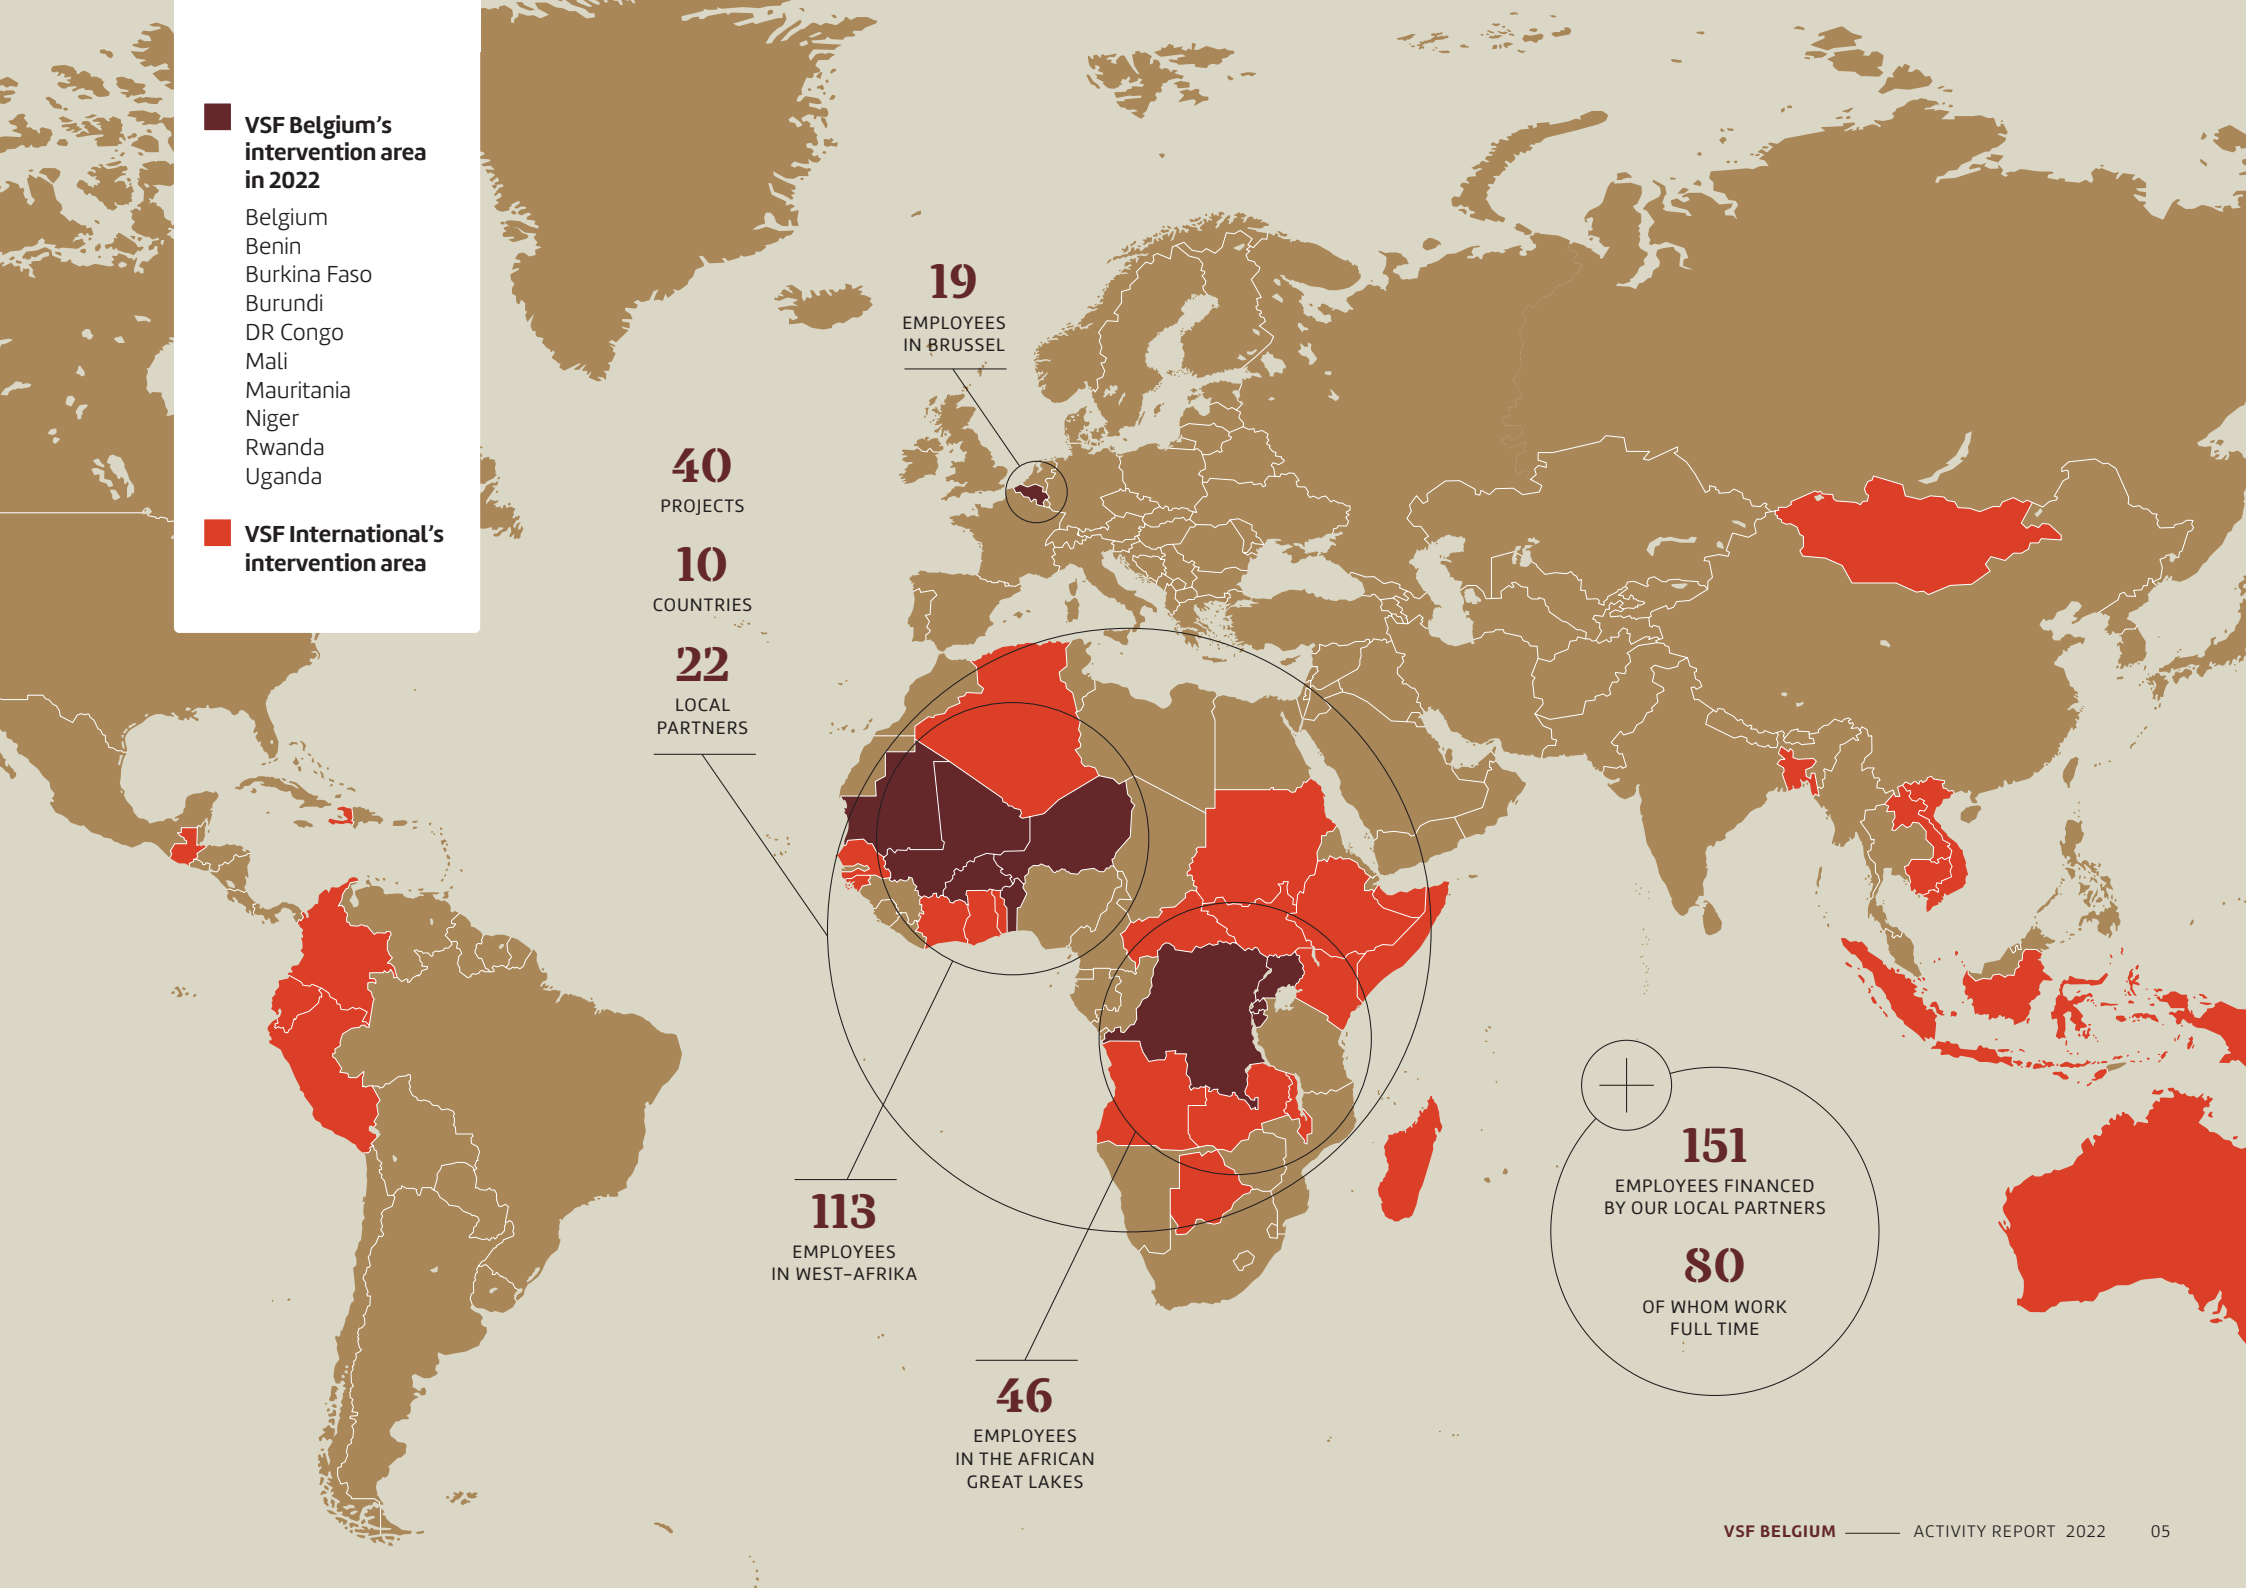 VSF Belgium’s
intervention area
in 2022
Belgium
Benin
Burkina Faso
Burundi
DR Congo
Mali
Mauritania
Niger
Rwanda
Uganda
VSF International’s
intervention area
19
EMPLOYEES
IN BRUSSEL
40
PROJECTS
10
COUNTRIES
22
LOCAL
PARTNERS
113
EMPLOYEES
IN WEST–AFRIKA
46
EMPLOYEES
IN THE AFRICAN
GREAT LAKES
151
EMPLOYEES FINANCED
BY OUR LOCAL PARTNERS
80
OF WHOM WORK
FULL TIME
VSF BELGIUM ACTIVITY REPORT 2022 05